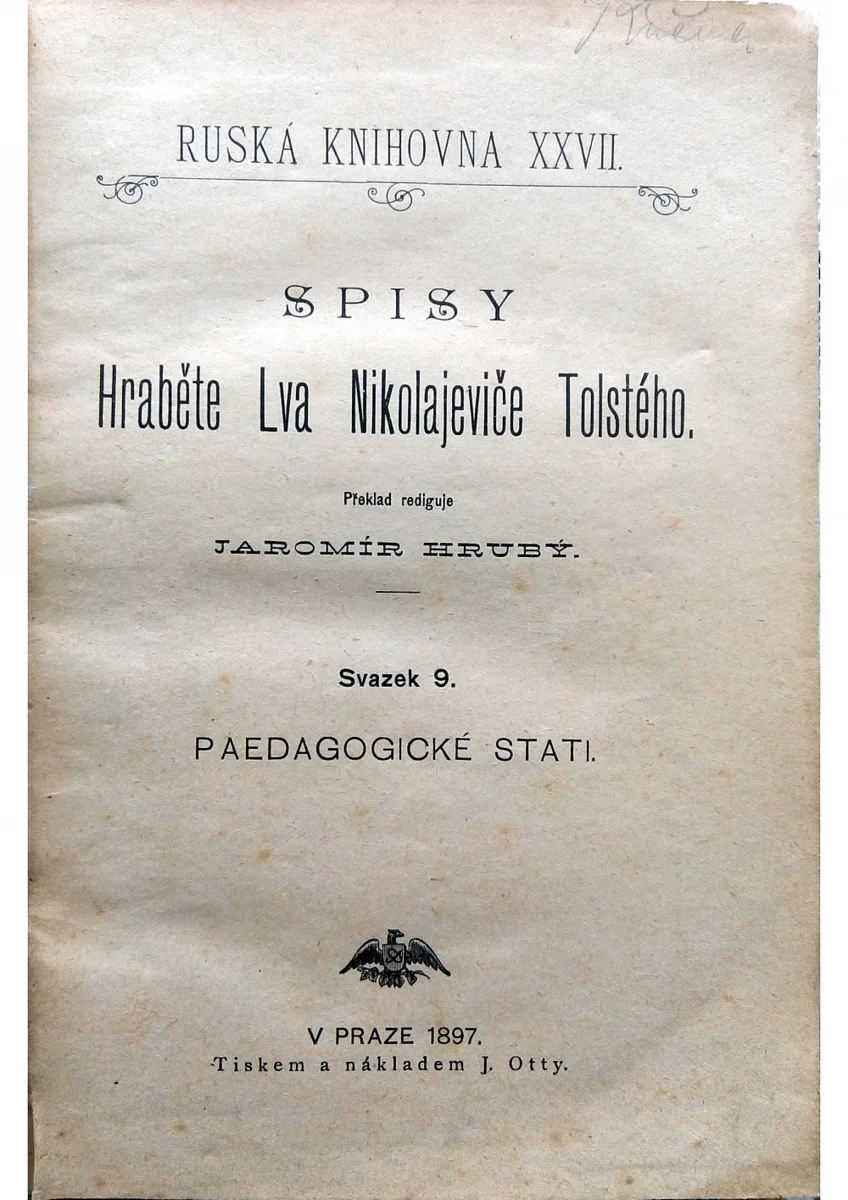 RUSKÁ KNIHOVNA XXVII.
SPISY
Hraběte Lva Nikolajeviče Tolstého.
Překlad rediguje
JAROMÍR HRUBÝ.
Svazek 9.
PAEDAGOGICKÉ STATI.
V PRAZE 1897.
Tiskem a nákladem J. Otty.